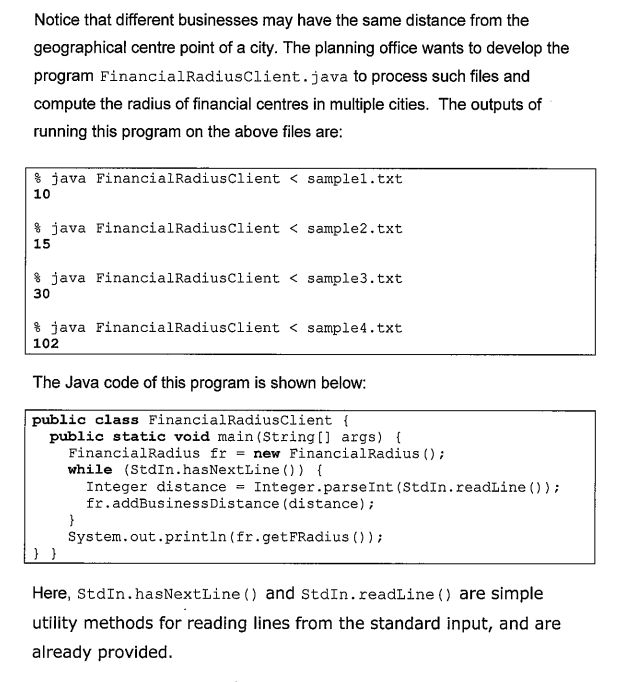 Notice that different businesses may have the same distance from the
geographical centre point of a city. The planning office wants to develop the
program FinancialRadiusClient.java to process such files and
compute the radius of financial centres in multiple cities. The outputs of
running this program on the above files are:
% java FinancialRadiusClient < sample1.txt
10
% java FinancialRadiusClient < sample2.txt
15
% java FinancialRadiusClient < sample3.txt
30
% java FinancialRadiusClient < sample4.txt
102
The Java code of this program is shown below:
public class FinancialRadiusClient {
public static void main(String[] args) {
FinancialRadius fr = new FinancialRadius();
while (StdIn.hasNextLine()) {
Integer distance = Integer.parseInt(StdIn.readLine());
fr.addBusinessDistance(distance);
}
System.out.println(fr.getFRadius());
} }
Here, StdIn.hasNextLine() and StdIn.readLine() are simple
utility methods for reading lines from the standard input, and are
already provided.